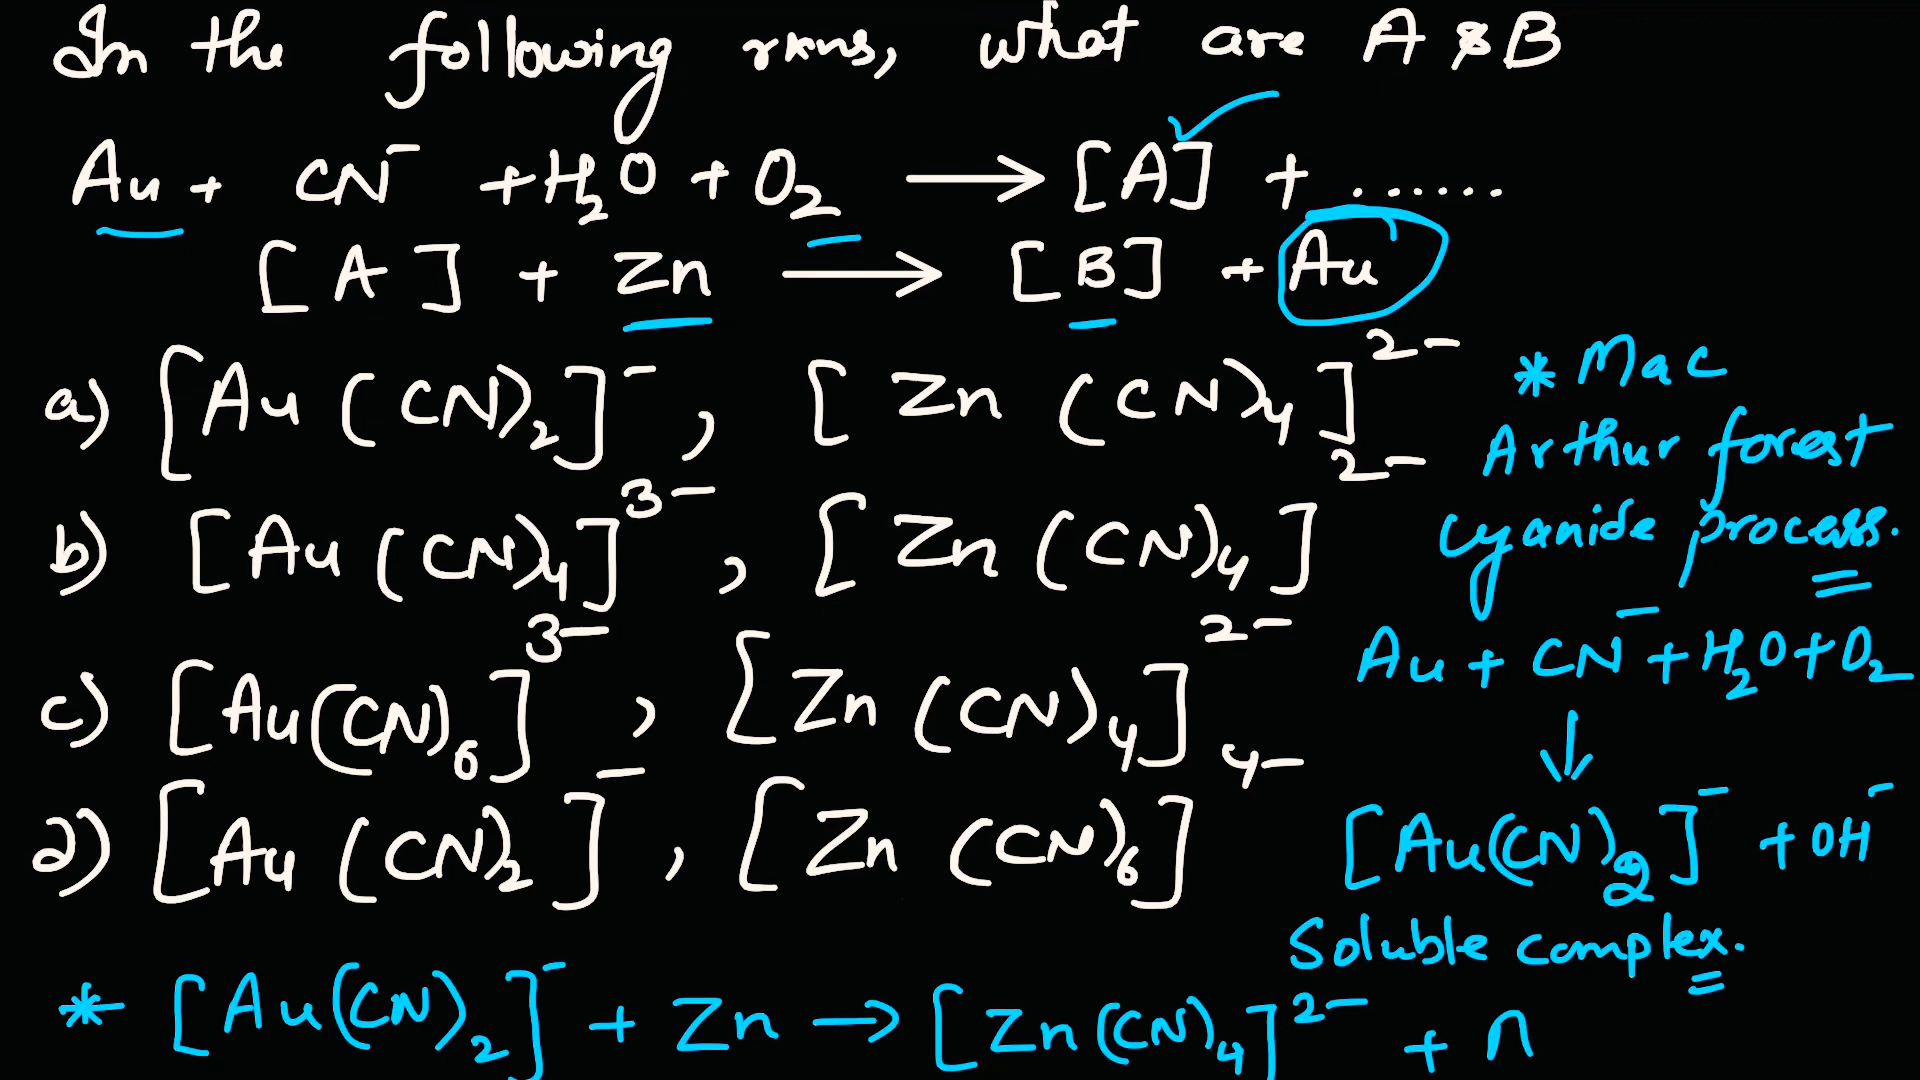 In the following rxns, what are A & B
Au + CN⁻ + H₂O + O₂ → [A] + ......
[A] + Zn → [B] + Au
a) [Au(CN)₂]⁻, [Zn(CN)₄]²⁻
b) [Au(CN)₄]³⁻, [Zn(CN)₄]²⁻
c) [Au(CN)₆]³⁻, [Zn(CN)₄]²⁻
d) [Au(CN)₂]⁻, [Zn(CN)₆]⁴⁻
* Mac
Arthur forest
cyanide process.
Au + CN⁻ + H₂O + O₂
↓
[Au(CN)₂]⁻ + OH⁻
Soluble complex.
* [Au(CN)₂]⁻ + Zn → [Zn(CN)₄]²⁻ +